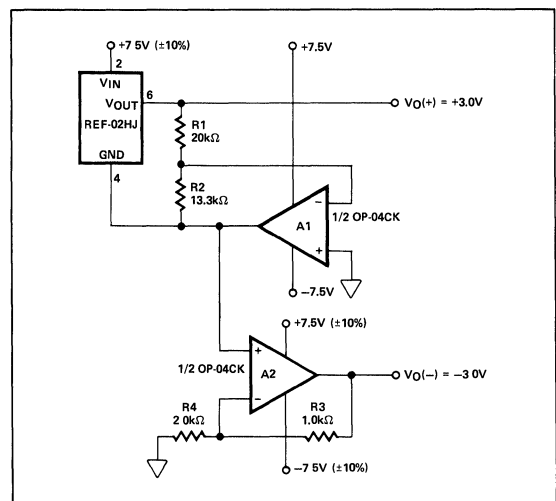 +7 5V (±10%)
+7.5V
2
VIN
VOUT
6
REF-02HJ
GND
4
VO(+) = +3.0V
R1
20kΩ
R2
13.3kΩ
−
A1
+
1/2 OP-04CK
−7.5V
+7.5V (±10%)
+
1/2 OP-04CK
A2
−
VO(−) = −3 0V
R4
2 0kΩ
R3
1.0kΩ
−7 5V (±10%)